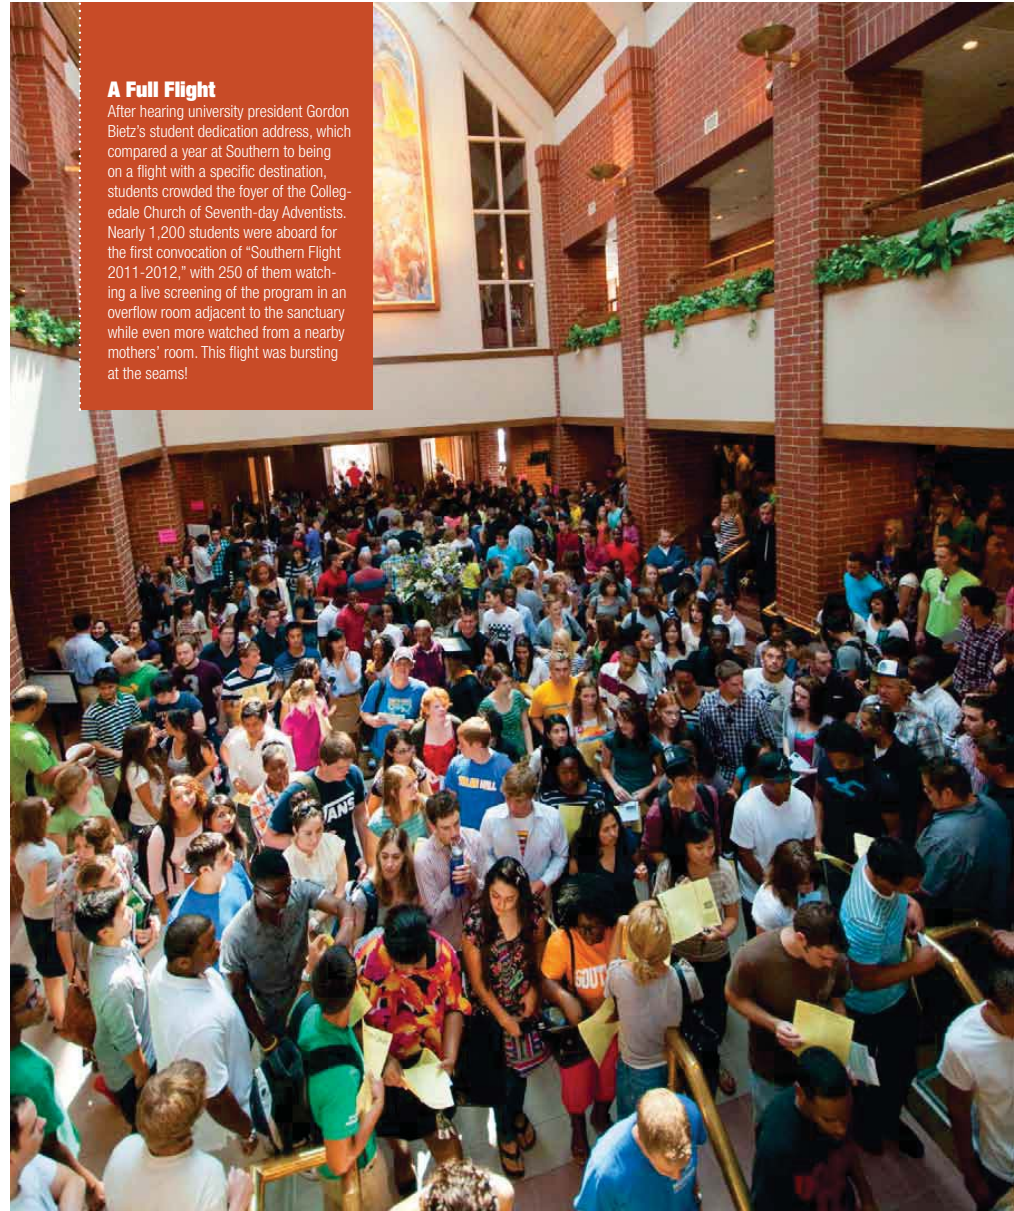 A Full Flight
After hearing university president Gordon
Bietz's student dedication address, which
compared a year at Southern to being
on a flight with a specific destination,
students crowded the foyer of the Colleg-
edale Church of Seventh-day Adventists.
Nearly 1,200 students were aboard for
the first convocation of “Southern Flight
2011-2012,” with 250 of them watch-
ing a live screening of the program in an
overflow room adjacent to the sanctuary
while even more watched from a nearby
mothers' room. This flight was bursting
at the seams!
VANS
SOUT